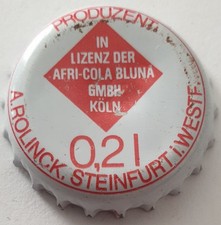 PRODUZENT:
IN
LIZENZ DER
AFRI-COLA BLUNA
GMBH
KÖLN
0,2 l
A. ROLINCK. STEINFURT i. WESTF.